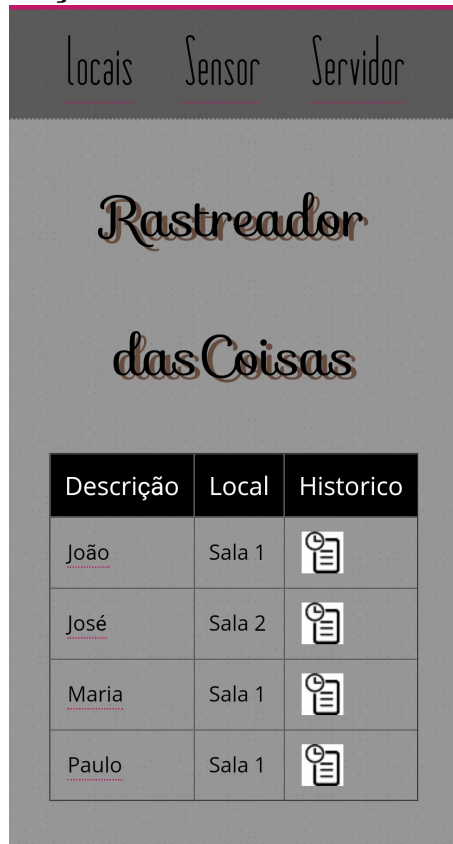 Locais Sensor Servidor
Rastreador
das Coisas
Descrição Local Historico
João Sala 1
José Sala 2
Maria Sala 1
Paulo Sala 1